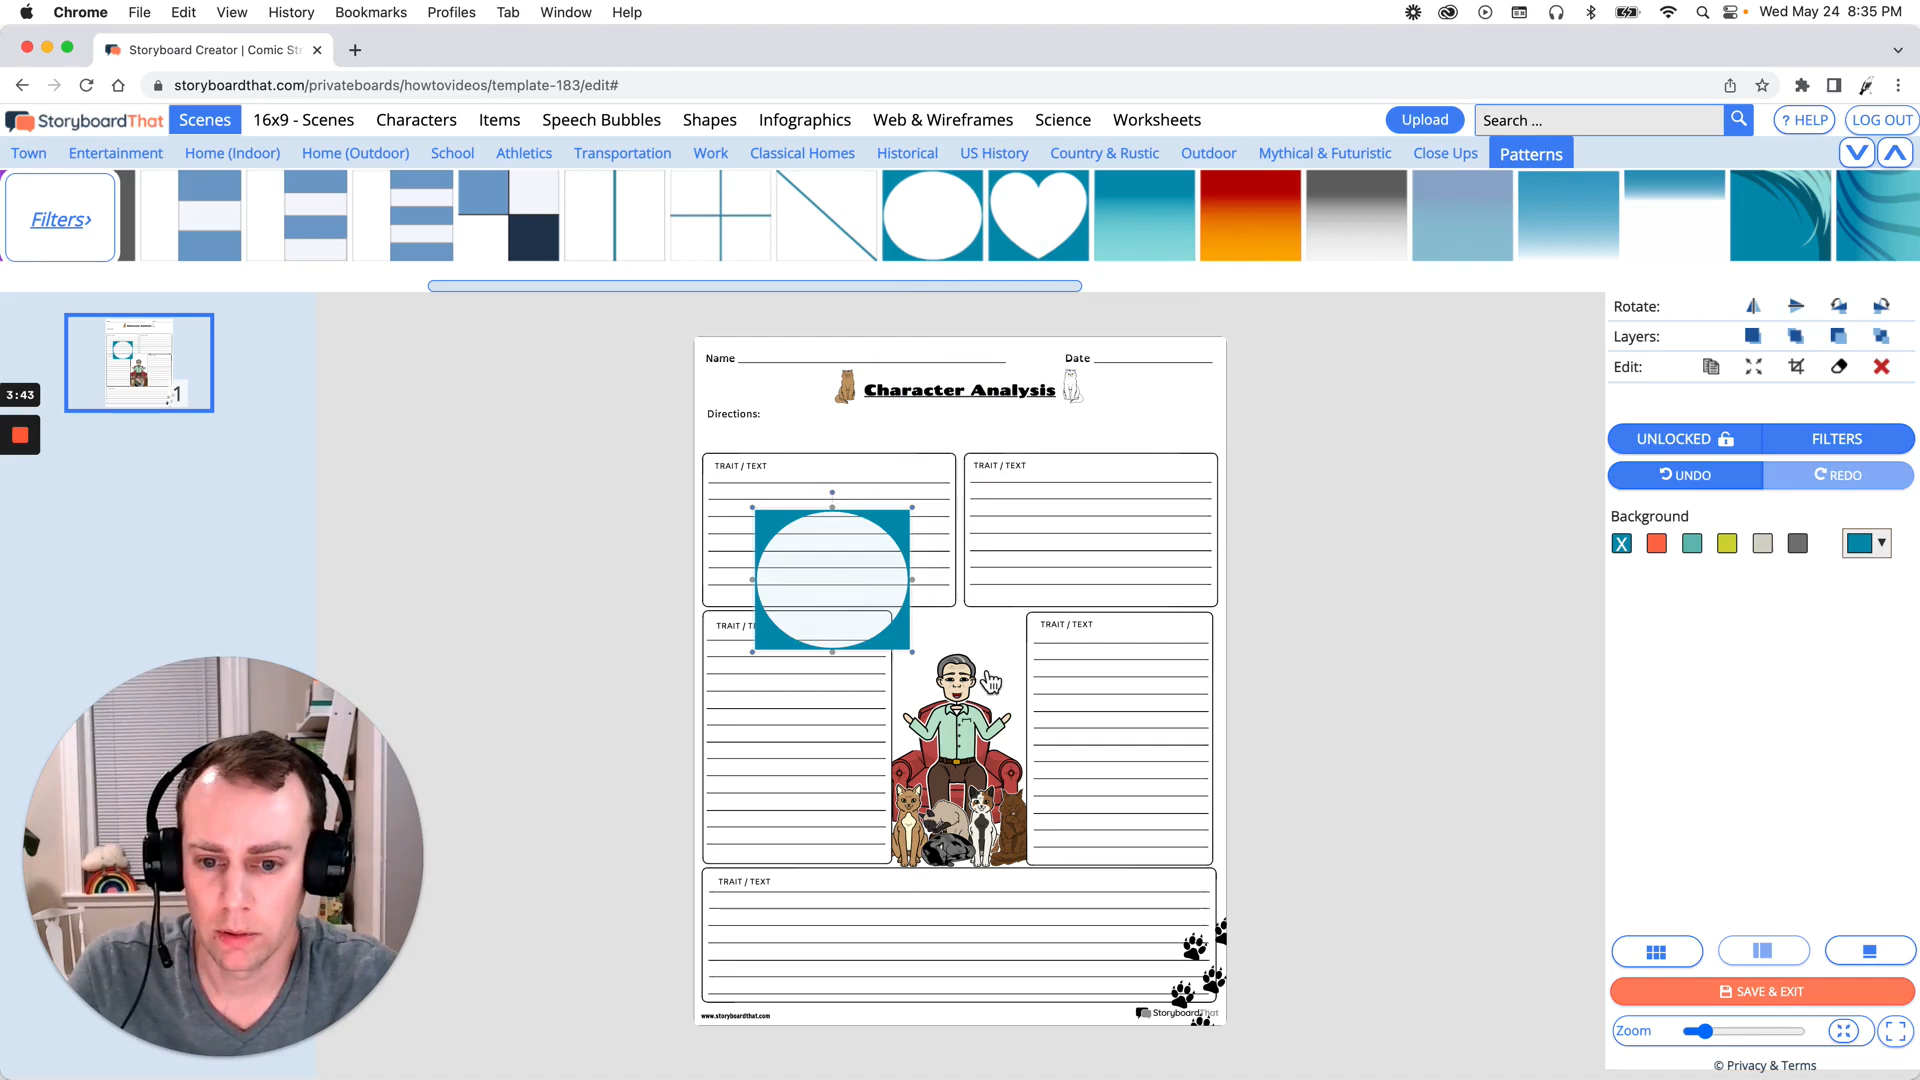 Chrome File Edit View History Bookmarks Profiles Tab Window Help
Wed May 24 8:35 PM
Storyboard Creator | Comic St
storyboardthat.com/privateboards/howtovideos/template-183/edit#
StoryboardThat Scenes 16x9 - Scenes Characters Items Speech Bubbles Shapes Infographics Web & Wireframes Science Worksheets Upload Search ... ? HELP LOG OUT
Town Entertainment Home (Indoor) Home (Outdoor) School Athletics Transportation Work Classical Homes Historical US History Country & Rustic Outdoor Mythical & Futuristic Close Ups Patterns
Filters›
Rotate:
Layers:
Edit:
UNLOCKED FILTERS
UNDO REDO
Background
X
3:43
1
Name Date
Character Analysis
Directions:
TRAIT / TEXT TRAIT / TEXT
TRAIT / T TRAIT / TEXT
TRAIT / TEXT
www.storyboardthat.com StoryboardThat
SAVE & EXIT
Zoom
© Privacy & Terms